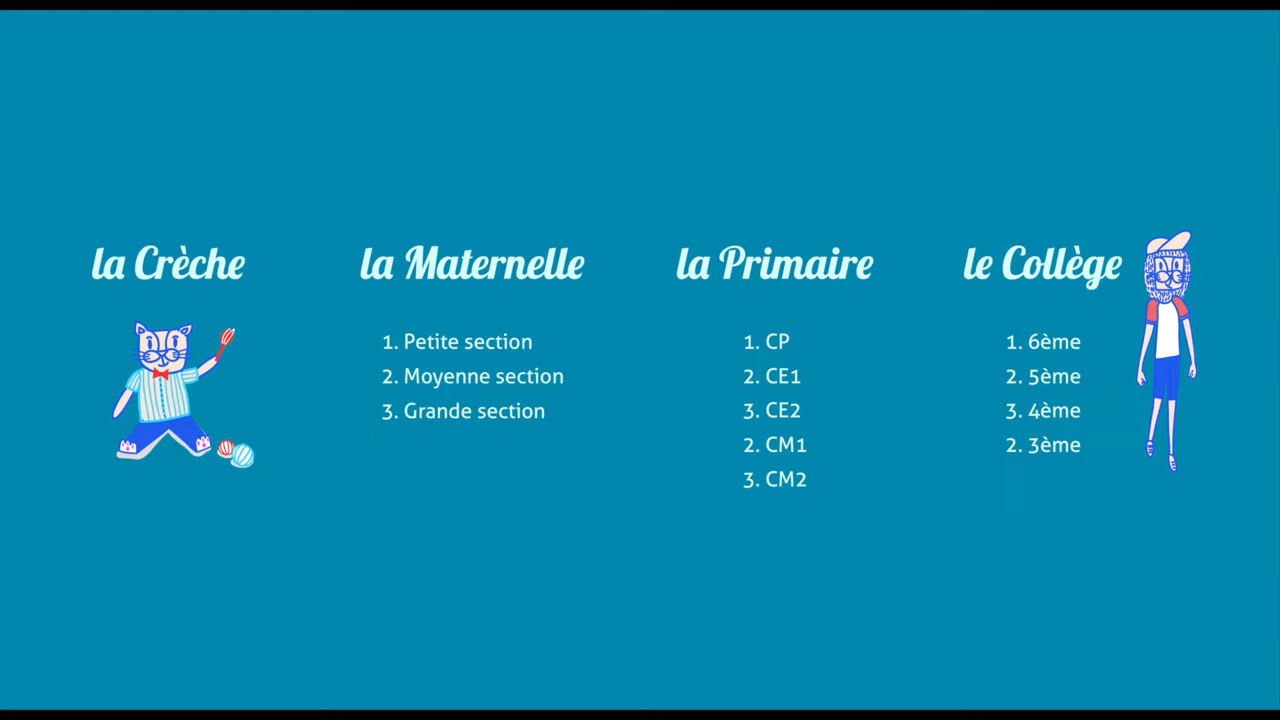 la Crèche
la Maternelle
1. Petite section
2. Moyenne section
3. Grande section
la Primaire
1. CP
2. CE1
3. CE2
2. CM1
3. CM2
le Collège
1. 6ème
2. 5ème
3. 4ème
2. 3ème